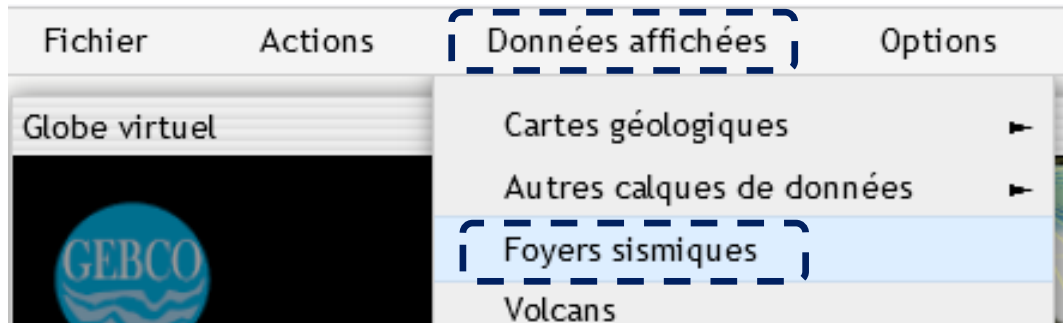 Fichier Actions Données affichées Options
Globe virtuel
Cartes géologiques
Autres calques de données
GEBCO
Foyers sismiques
Volcans